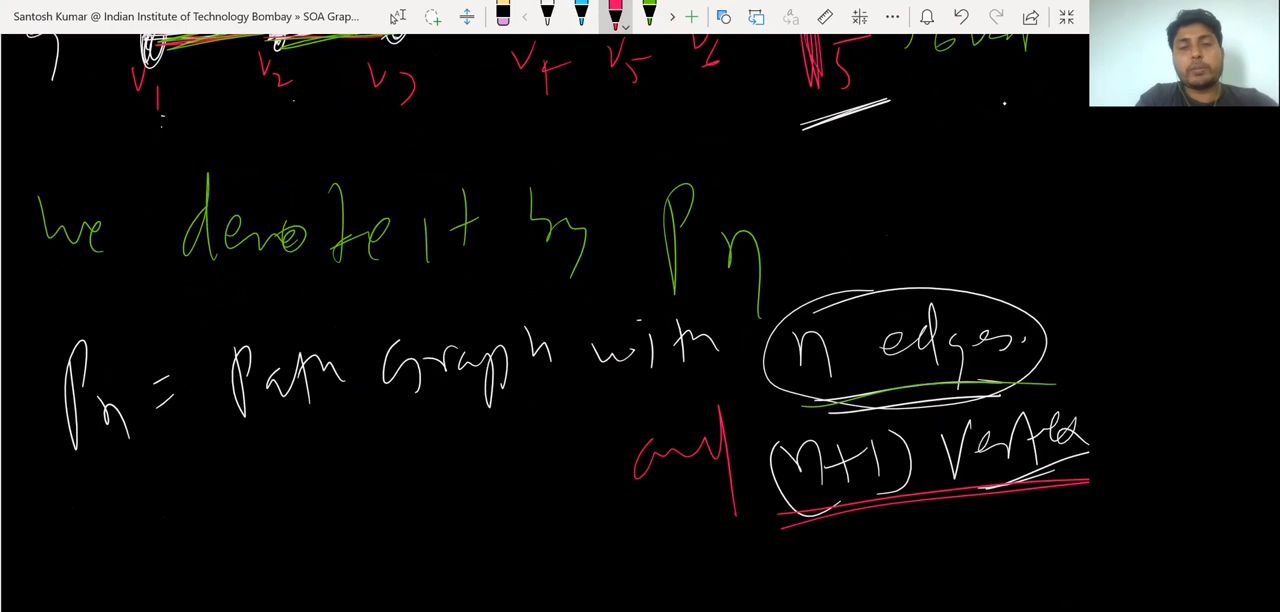 Santosh Kumar @ Indian Institute of Technology Bombay » SOA Grap...
V1 V2 V3 V4 V5 V6 5
we denote it by Pn
Pn = Path Graph with n edges.
and (n+1) Vertex